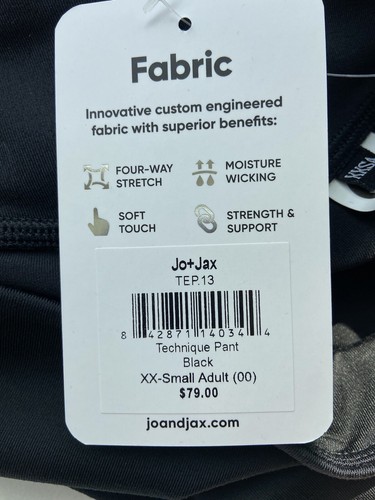 Fabric
Innovative custom engineered
fabric with superior benefits:
FOUR-WAY
STRETCH
MOISTURE
WICKING
SOFT
TOUCH
STRENGTH &
SUPPORT
Jo+Jax
TEP.13
8 42871 14034 4
Technique Pant
Black
XX-Small Adult (00)
$79.00
joandjax.com
XXSA